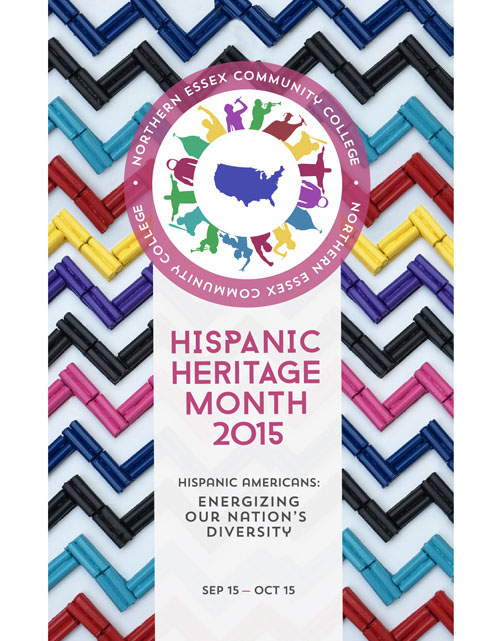 NORTHERN ESSEX COMMUNITY COLLEGE • NORTHERN ESSEX COMMUNITY COLLEGE •
HISPANIC
HERITAGE
MONTH
2015
HISPANIC AMERICANS:
ENERGIZING
OUR NATION'S
DIVERSITY
SEP 15 — OCT 15